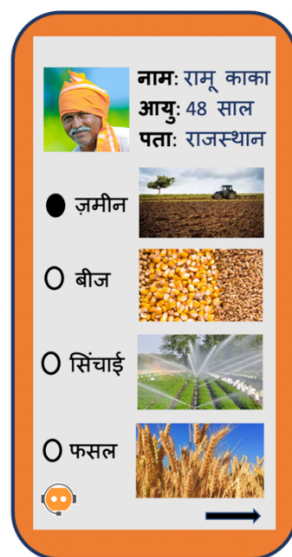 नाम: रामू काका
आयु: 48 साल
पता: राजस्थान
ज़मीन
बीज
सिंचाई
फसल